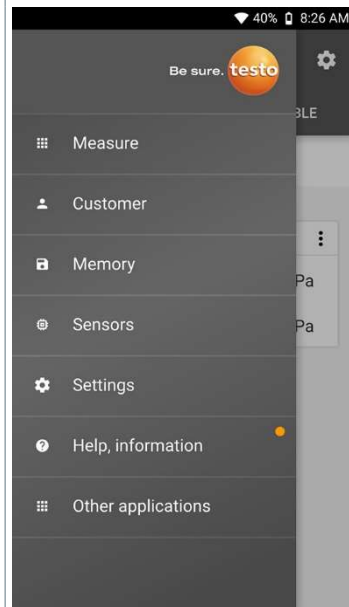 40% 8:26 AM
Be sure. testo
BLE
Measure
Customer
Memory
Pa
Sensors
Pa
Settings
Help, information
Other applications